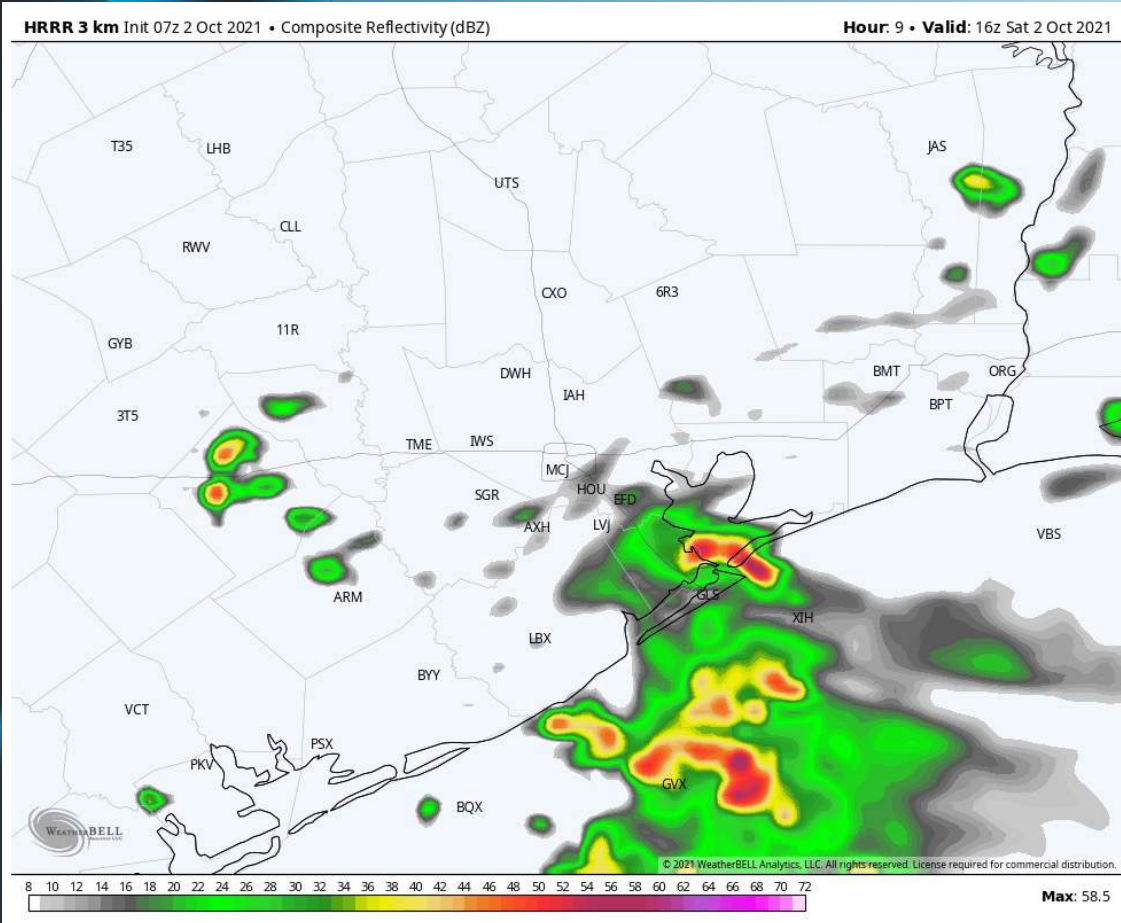 HRRR 3 km Init 07z 2 Oct 2021 • Composite Reflectivity (dBZ) Hour: 9 • Valid: 16z Sat 2 Oct 2021
T35 LHB JAS
UTS
CLL
RWV
CXO 6R3
11R
GYB
DWH BMT ORG
IAH
BPT
3T5
TME IWS
MCJ
SGR HOU EFD
AXH LVJ
VBS
ARM GLS
XIH
LBX
BYY
VCT
PSX
PKV
GVX
BQX
WEATHERBELL
© 2021 WeatherBELL Analytics, LLC. All rights reserved. License required for commercial distribution.
8 10 12 14 16 18 20 22 24 26 28 30 32 34 36 38 40 42 44 46 48 50 52 54 56 58 60 62 64 66 68 70 72
Max: 58.5